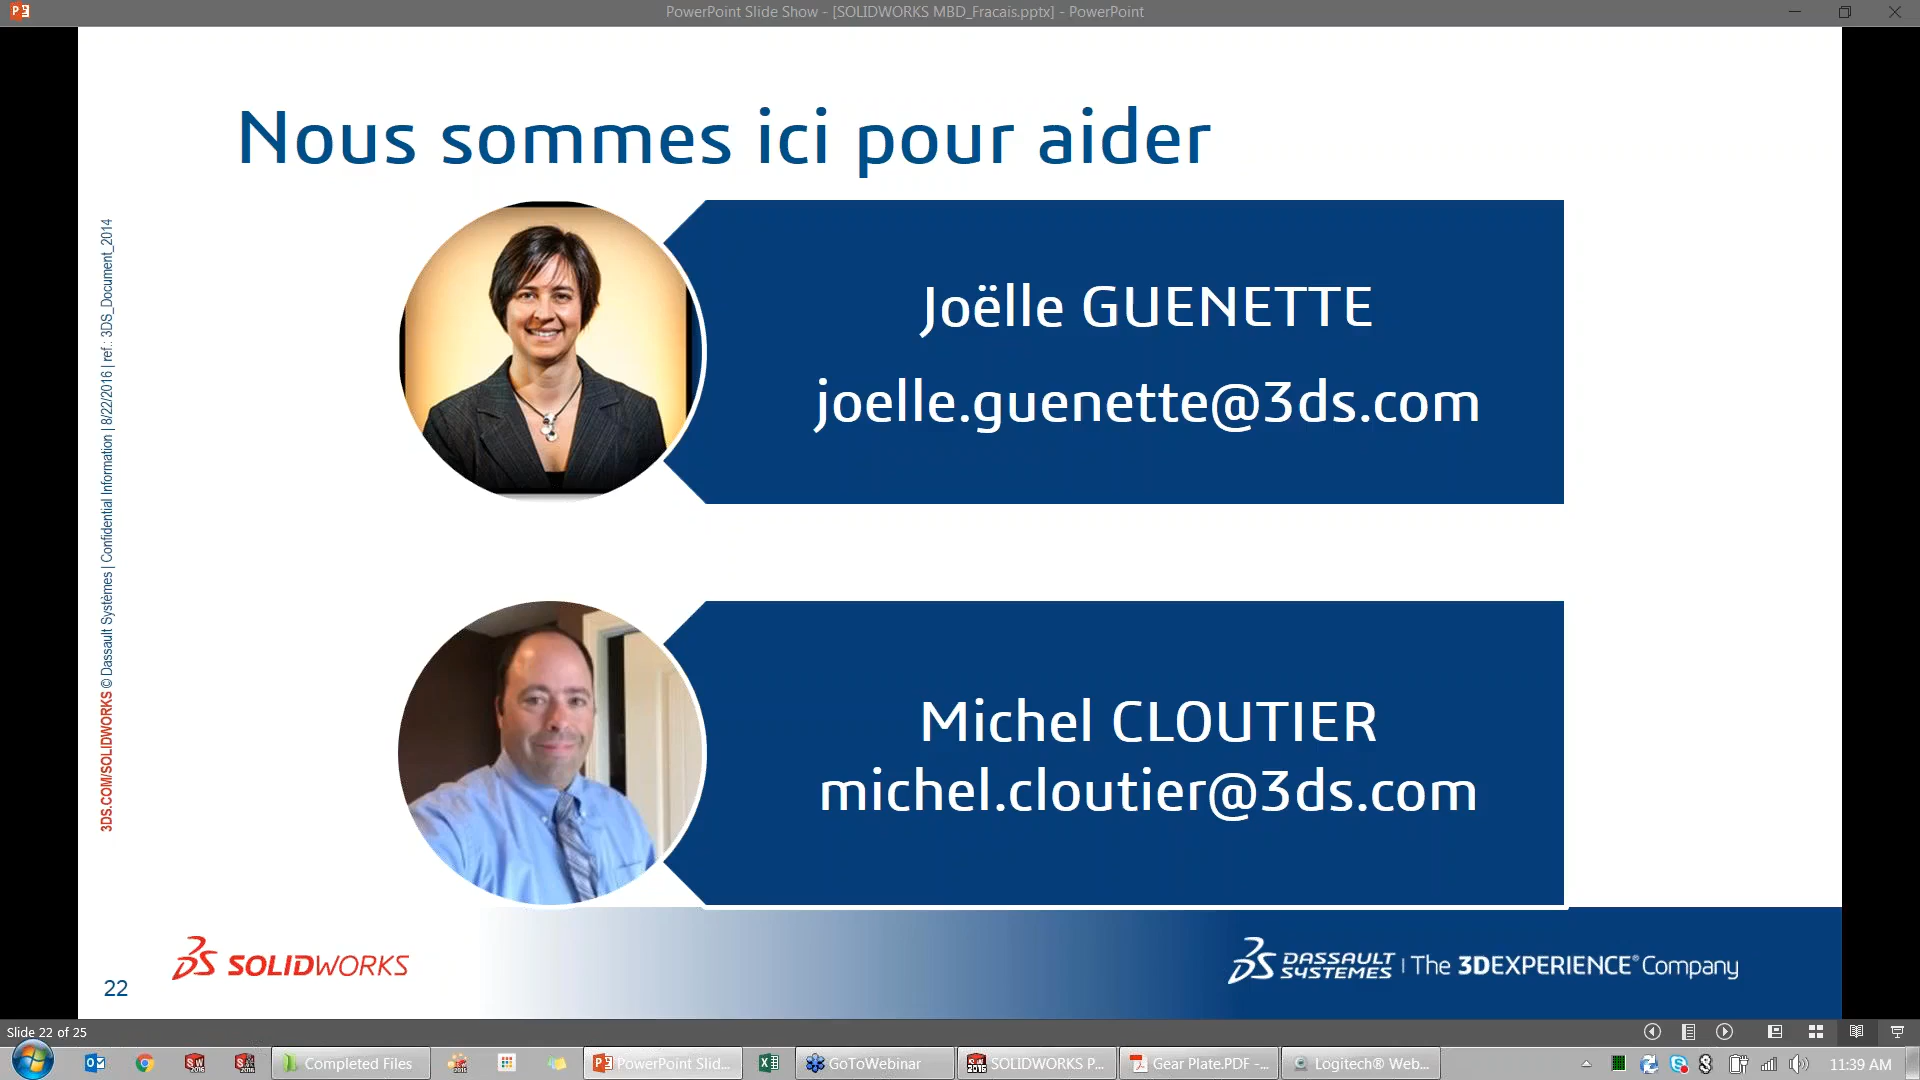 PowerPoint Slide Show - [SOLIDWORKS MBD_Fracais.pptx] - PowerPoint
Nous sommes ici pour aider
Joëlle GUENETTE
joelle.guenette@3ds.com
Michel CLOUTIER
michel.cloutier@3ds.com
3DS.COM/SOLIDWORKS © Dassault Systèmes | Confidential Information | 8/22/2016 | ref.: 3DS_Document_2014
SOLIDWORKS
DASSAULT SYSTEMES | The 3DEXPERIENCE® Company
22
Slide 22 of 25
Completed Files
PowerPoint Slid...
GoToWebinar
SOLIDWORKS P...
Gear Plate.PDF -...
Logitech® Web...
11:39 AM